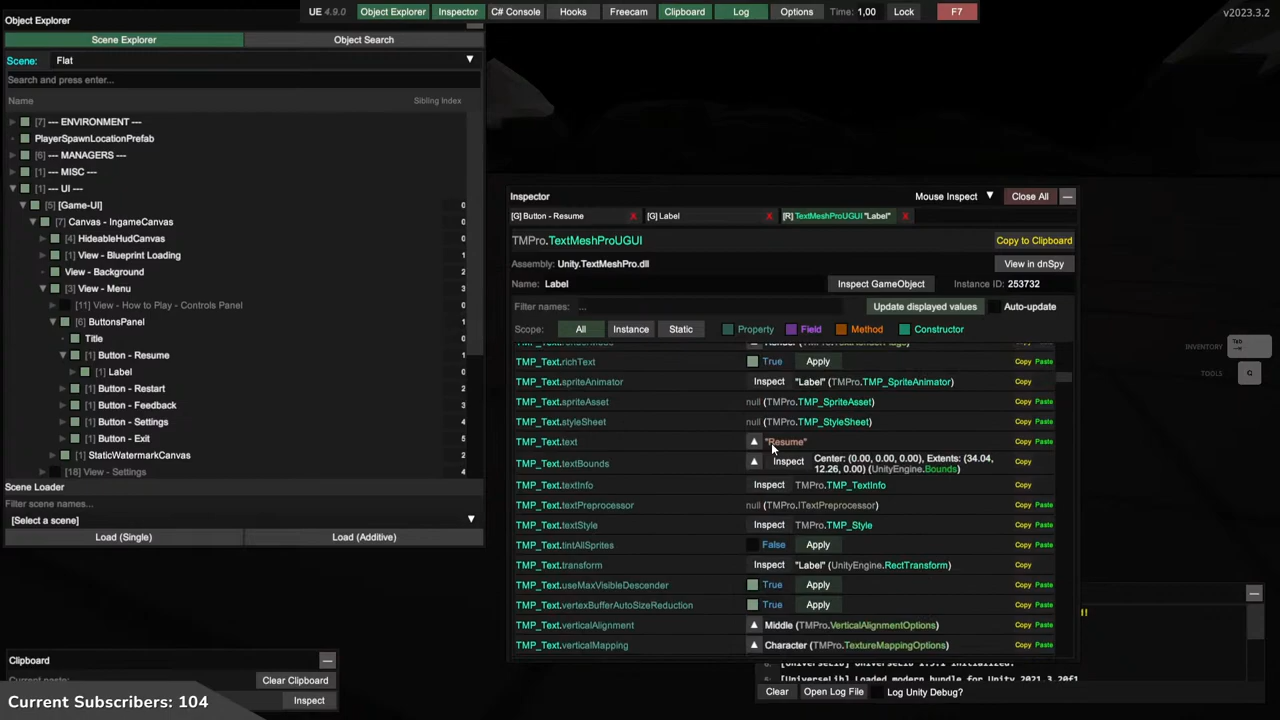 Object Explorer
UE 4.9.0
Object Explorer
Inspector
C# Console
Hooks
Freecam
Clipboard
Log
Options
Time: 1,00
Lock
F7
v2023.3.2
Scene Explorer
Object Search
Scene:
Flat
▼
Search and press enter...
Name
Sibling Index
[7] --- ENVIRONMENT ---
PlayerSpawnLocationPrefab
[6] --- MANAGERS ---
[1] --- MISC ---
[1] --- UI ---
[5] [Game-UI]
0
[7] Canvas - IngameCanvas
0
[4] HideableHudCanvas
0
[1] View - Blueprint Loading
1
View - Background
2
[3] View - Menu
3
[11] View - How to Play - Controls Panel
0
[6] ButtonsPanel
1
Title
0
[1] Button - Resume
1
[1] Label
0
[1] Button - Restart
2
[1] Button - Feedback
3
[1] Button - Settings
4
[1] Button - Exit
5
[1] StaticWatermarkCanvas
2
[18] View - Settings
4
Scene Loader
Filter scene names...
[Select a scene]
▼
Load (Single)
Load (Additive)
Inspector
Mouse Inspect
▼
Close All
—
[G] Button - Resume
X
[G] Label
X
[R] TextMeshProUGUI "Label"
X
TMPro.TextMeshProUGUI
Copy to Clipboard
Assembly: Unity.TextMeshPro.dll
View in dnSpy
Name: Label
Inspect GameObject
Instance ID: 253732
Filter names: ...
Update displayed values
Auto-update
Scope:
All
Instance
Static
Property
Field
Method
Constructor
TMP_Text.richText
True
Apply
Copy Paste
TMP_Text.spriteAnimator
Inspect
"Label" (TMPro.TMP_SpriteAnimator)
Copy
TMP_Text.spriteAsset
null (TMPro.TMP_SpriteAsset)
Copy Paste
TMP_Text.styleSheet
null (TMPro.TMP_StyleSheet)
Copy Paste
TMP_Text.text
▲
"Resume"
Copy Paste
TMP_Text.textBounds
▲
Inspect
Center: (0.00, 0.00, 0.00), Extents: (34.04,
12.26, 0.00) (UnityEngine.Bounds)
Copy
TMP_Text.textInfo
Inspect
TMPro.TMP_TextInfo
Copy
TMP_Text.textPreprocessor
null (TMPro.ITextPreprocessor)
Copy Paste
TMP_Text.textStyle
Inspect
TMPro.TMP_Style
Copy Paste
TMP_Text.tintAllSprites
False
Apply
Copy Paste
TMP_Text.transform
Inspect
"Label" (UnityEngine.RectTransform)
Copy
TMP_Text.useMaxVisibleDescender
True
Apply
Copy Paste
TMP_Text.vertexBufferAutoSizeReduction
True
Apply
Copy Paste
TMP_Text.verticalAlignment
▲
Middle (TMPro.VerticalAlignmentOptions)
Copy Paste
TMP_Text.verticalMapping
▲
Character (TMPro.TextureMappingOptions)
Copy Paste
INVENTORY
Tab
TOOLS
Q
—
!!
[UniverseLib] Loaded modern bundle for Unity 2021.3.20f1
Clear
Open Log File
Log Unity Debug?
Clipboard
—
Clear Clipboard
Inspect
Current Subscribers: 104